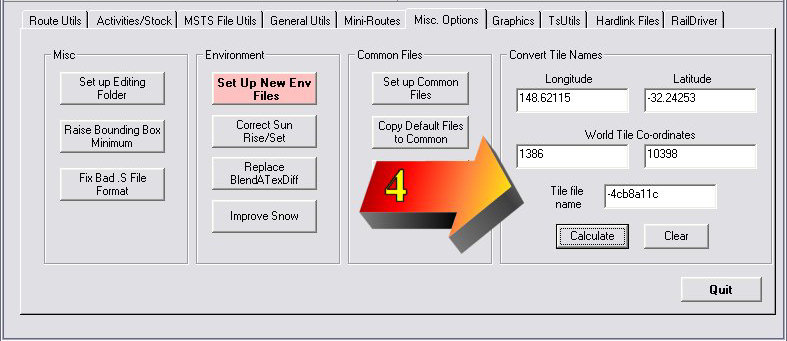 Route Utils Activities/Stock MSTS File Utils General Utils Mini-Routes Misc. Options Graphics TsUtils Hardlink Files RailDriver
Misc
Set up Editing
Folder
Raise Bounding Box
Minimum
Fix Bad .S File
Format
Environment
Set Up New Env
Files
Correct Sun
Rise/Set
Replace
BlendATexDiff
Improve Snow
Common Files
Set up Common
Files
Copy Default Files
to Common
4
Convert Tile Names
Longitude Latitude
148.62115 -32.24253
World Tile Co-ordinates
1386 10398
Tile file
name
-4cb8a11c
Calculate Clear
Quit